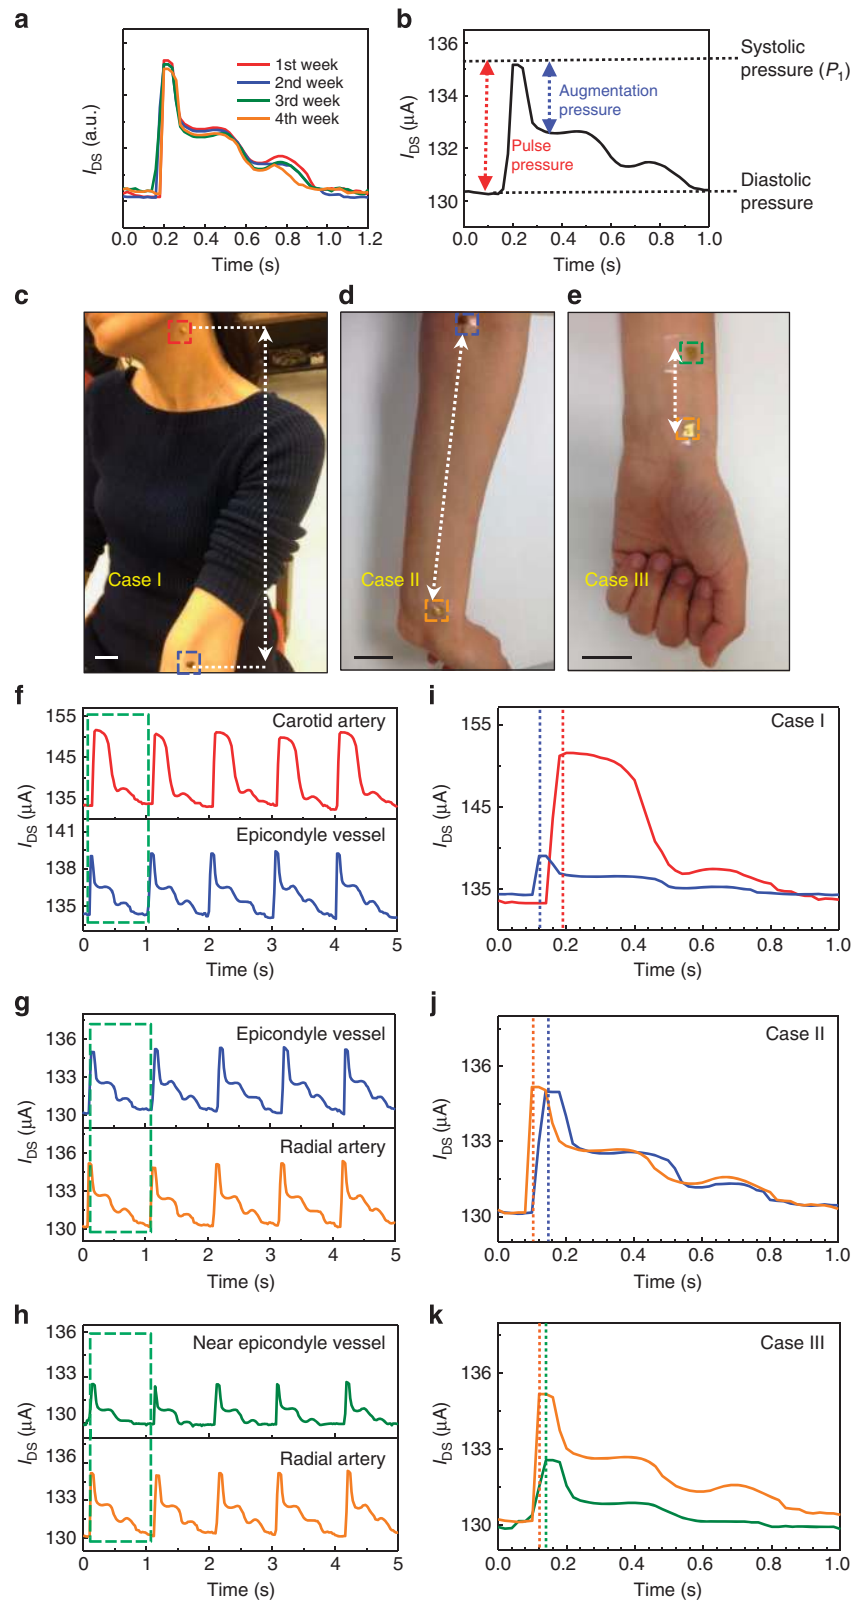 a
I_DS (a.u.)
1st week
2nd week
3rd week
4th week
0.0 0.2 0.4 0.6 0.8 1.0 1.2
Time (s)
b
I_DS (μA)
136
134
132
130
Systolic
pressure (P₁)
Augmentation
pressure
Pulse
pressure
Diastolic
pressure
0.0 0.2 0.4 0.6 0.8 1.0
Time (s)
c
Case I
d
Case II
e
Case III
f
I_DS (μA)
155
145
135
Carotid artery
141
138
135
Epicondyle vessel
0 1 2 3 4 5
Time (s)
i
I_DS (μA)
155
145
135
Case I
0.0 0.2 0.4 0.6 0.8 1.0
Time (s)
g
I_DS (μA)
136
133
130
Epicondyle vessel
136
133
130
Radial artery
0 1 2 3 4 5
Time (s)
j
I_DS (μA)
136
133
130
Case II
0.0 0.2 0.4 0.6 0.8 1.0
Time (s)
h
I_DS (μA)
136
133
130
Near epicondyle vessel
136
133
130
Radial artery
0 1 2 3 4 5
Time (s)
k
I_DS (μA)
136
133
130
Case III
0.0 0.2 0.4 0.6 0.8 1.0
Time (s)